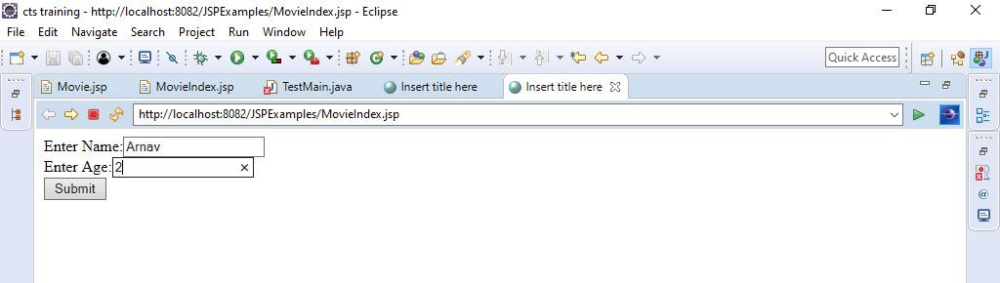 cts training - http://localhost:8082/JSPExamples/MovieIndex.jsp - Eclipse
File Edit Navigate Search Project Run Window Help
Quick Access
Movie.jsp MovieIndex.jsp TestMain.java Insert title here Insert title here
http://localhost:8082/JSPExamples/MovieIndex.jsp
Enter Name: Arnav
Enter Age: 2
Submit